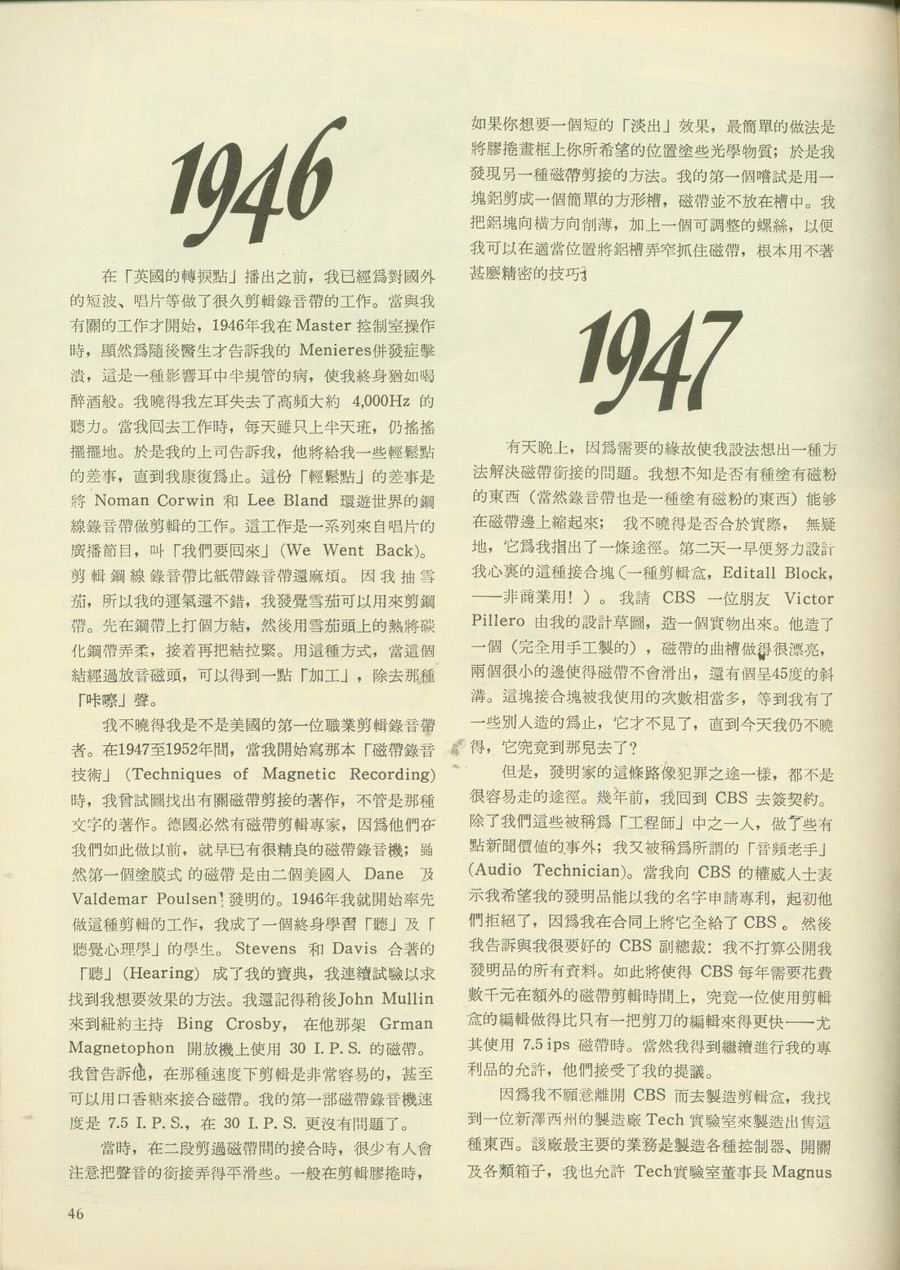 1946
在「英國的轉捩點」播出之前，我已經爲對國外
的短波、唱片等做了很久剪輯錄音帶的工作。當與我
有關的工作才開始，1946年我在 Master 控制室操作
時，顯然爲隨後醫生才告訴我的 Menieres併發症擊
潰，這是一種影響耳中半規管的病，使我終身猶如喝
醉酒般。我曉得我左耳失去了高頻大約 4,000Hz 的
聽力。當我回去工作時，每天雖只上半天班，仍搖搖
擺擺地。於是我的上司告訴我，他將給我一些輕鬆點
的差事，直到我康復爲止。這份「輕鬆點」的差事是
將 Noman Corwin 和 Lee Bland 環遊世界的鋼
線錄音帶做剪輯的工作。這工作是一系列來自唱片的
廣播節目，叫「我們要回來」(We Went Back)。
剪輯鋼線錄音帶比紙帶錄音帶還麻煩。因我抽雪
茄，所以我的運氣還不錯，我發覺雪茄可以用來剪鋼
帶。先在鋼帶上打個方結，然後用雪茄頭上的熱將碳
化鋼帶弄柔，接着再把結拉緊。用這種方式，當這個
結經過放音磁頭，可以得到一點「加工」，除去那種
「咔嚓」聲。
我不曉得我是不是美國的第一位職業剪輯錄音帶
者。在1947至1952年間，當我開始寫那本「磁帶錄音
技術」 (Techniques of Magnetic Recording)
時，我曾試圖找出有關磁帶剪接的著作，不管是那種
文字的著作。德國必然有磁帶剪輯專家，因爲他們在
我們如此做以前，就早已有很精良的磁帶錄音機；雖
然第一個塗膜式 的磁帶 是由二個美國人 Dane 及
Valdemar Poulsen 發明的。1946年我就開始率先
做這種剪輯的工作，我成了一個終身學習「聽」及「
聽覺心理學」的學生。 Stevens 和 Davis 合著的
「聽」(Hearing) 成了我的寶典，我連續試驗以求
找到我想要效果的方法。我還記得稍後John Mullin
來到紐約主持 Bing Crosby， 在他那架 Grman
Magnetophon 開放機上使用 30 I. P. S. 的磁帶。
我曾告訴他，在那種速度下剪輯是非常容易的，甚至
可以用口香糖來接合磁帶。我的第一部磁帶錄音機速
度是 7.5 I. P. S.，在 30 I. P. S. 更沒有問題了。
當時，在二段剪過磁帶間的接合時，很少有人會
注意把聲音的銜接弄得平滑些。一般在剪輯膠捲時，
如果你想要一個短的「淡出」效果，最簡單的做法是
將膠捲畫框上你所希望的位置塗些光學物質；於是我
發現另一種磁帶剪接的方法。我的第一個嚐試是用一
塊鋁剪成一個簡單的方形槽，磁帶並不放在槽中。我
把鋁塊向橫方向削薄，加上一個可調整的螺絲，以便
我可以在適當位置將鋁槽弄窄抓住磁帶，根本用不著
甚麽精密的技巧
1947
有天晚上，因爲需要的緣故使我設法想出一種方
法解決磁帶銜接的問題。我想不知是否有種塗有磁粉
的東西（當然錄音帶也是一種塗有磁粉的東西）能够
在磁帶邊上縮起來； 我不曉得是否合於實際， 無疑
地，它爲我指出了一條途徑。第二天一早便努力設計
我心裏的這種接合塊（一種剪輯盒，Editall Block，
——非商業用！）。我請 CBS 一位朋友 Victor
Pillero 由我的設計草圖，造一個實物出來。他造了
一個（完全用手工製的），磁帶的曲槽做得很漂亮，
兩個很小的邊使得磁帶不會滑出，還有個呈45度的斜
溝。這塊接合塊被我使用的次數相當多，等到我有了
一些別人造的爲止，它才不見了，直到今天我仍不曉
得，它究竟到那兒去了？
但是，發明家的這條路像犯罪之途一樣，都不是
很容易走的途徑。幾年前，我回到 CBS 去簽契約。
除了我們這些被稱爲「工程師」中之一人，做了些有
點新聞價值的事外；我又被稱爲所謂的「音頻老手」
(Audio Technician)。當我向 CBS 的權威人士表
示我希望我的發明品能以我的名字申請專利，起初他
們拒絕了，因爲我在合同上將它全給了 CBS 。 然後
我告訴與我很要好的 CBS 副總裁：我不打算公開我
發明品的所有資料。如此將使得 CBS 每年需要花費
數千元在額外的磁帶剪輯時間上，究竟一位使用剪輯
盒的編輯做得比只有一把剪刀的編輯來得更快——尤
其使用 7.5 ips 磁帶時。當然我得到繼續進行我的專
利品的允許，他們接受了我的提議。
因爲我不願意離開 CBS 而去製造剪輯盒，我找
到一位新澤西州的製造廠 Tech 實驗室來製造出售這
種東西。該廠最主要的業務是製造各種控制器、開關
及各類箱子，我也允許 Tech實驗室董事長 Magnus
46